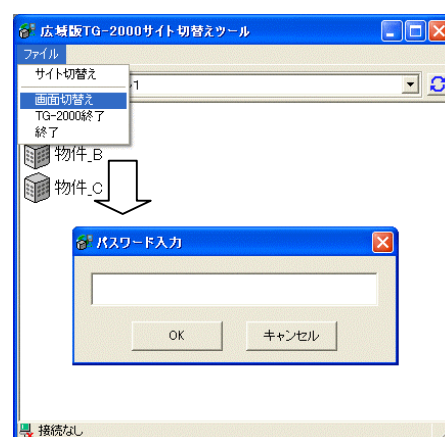 広域版TG-2000サイト切替えツール
ファイル
サイト切替え
画面切替え
TG-2000終了
終了
物件_B
物件_C
パスワード入力
OK
キャンセル
接続なし